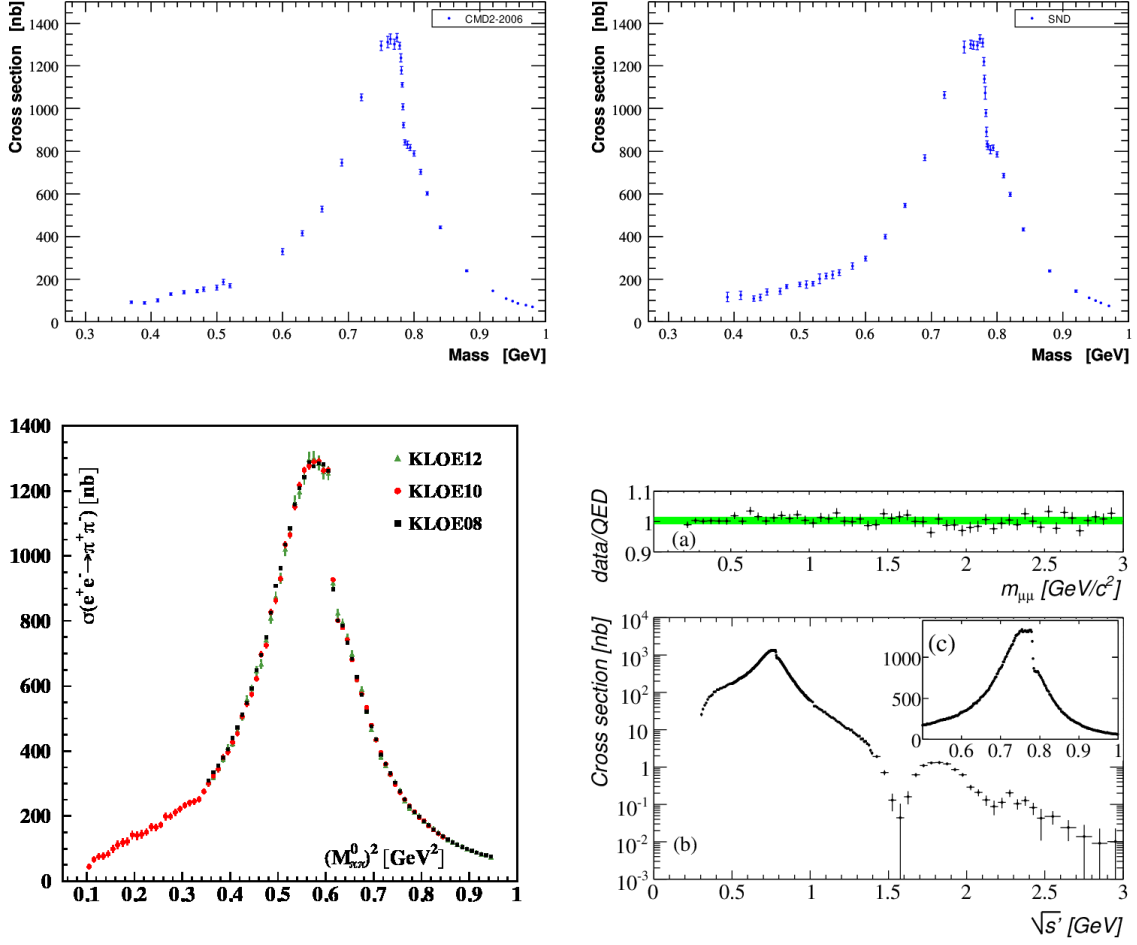 Cross section [nb]
CMD2-2006
1400
1200
1000
800
600
400
200
0
0.3 0.4 0.5 0.6 0.7 0.8 0.9 1
Mass [GeV]
Cross section [nb]
SND
1400
1200
1000
800
600
400
200
0
0.3 0.4 0.5 0.6 0.7 0.8 0.9 1
Mass [GeV]
σ(e⁺e⁻→π⁺π⁻) [nb]
1400
1200
1000
800
600
400
200
0
KLOE12
KLOE10
KLOE08
(M⁰ππ)² [GeV²]
0.1 0.2 0.3 0.4 0.5 0.6 0.7 0.8 0.9 1
data/QED
1.1
1
0.9
(a)
0.5 1 1.5 2 2.5 3
mμμ [GeV/c²]
Cross section [nb]
10⁴
10³
10²
10
1
10⁻¹
10⁻²
10⁻³
(c)
1000
500
0
0.6 0.7 0.8 0.9 1
(b)
0 0.5 1 1.5 2 2.5 3
√s' [GeV]